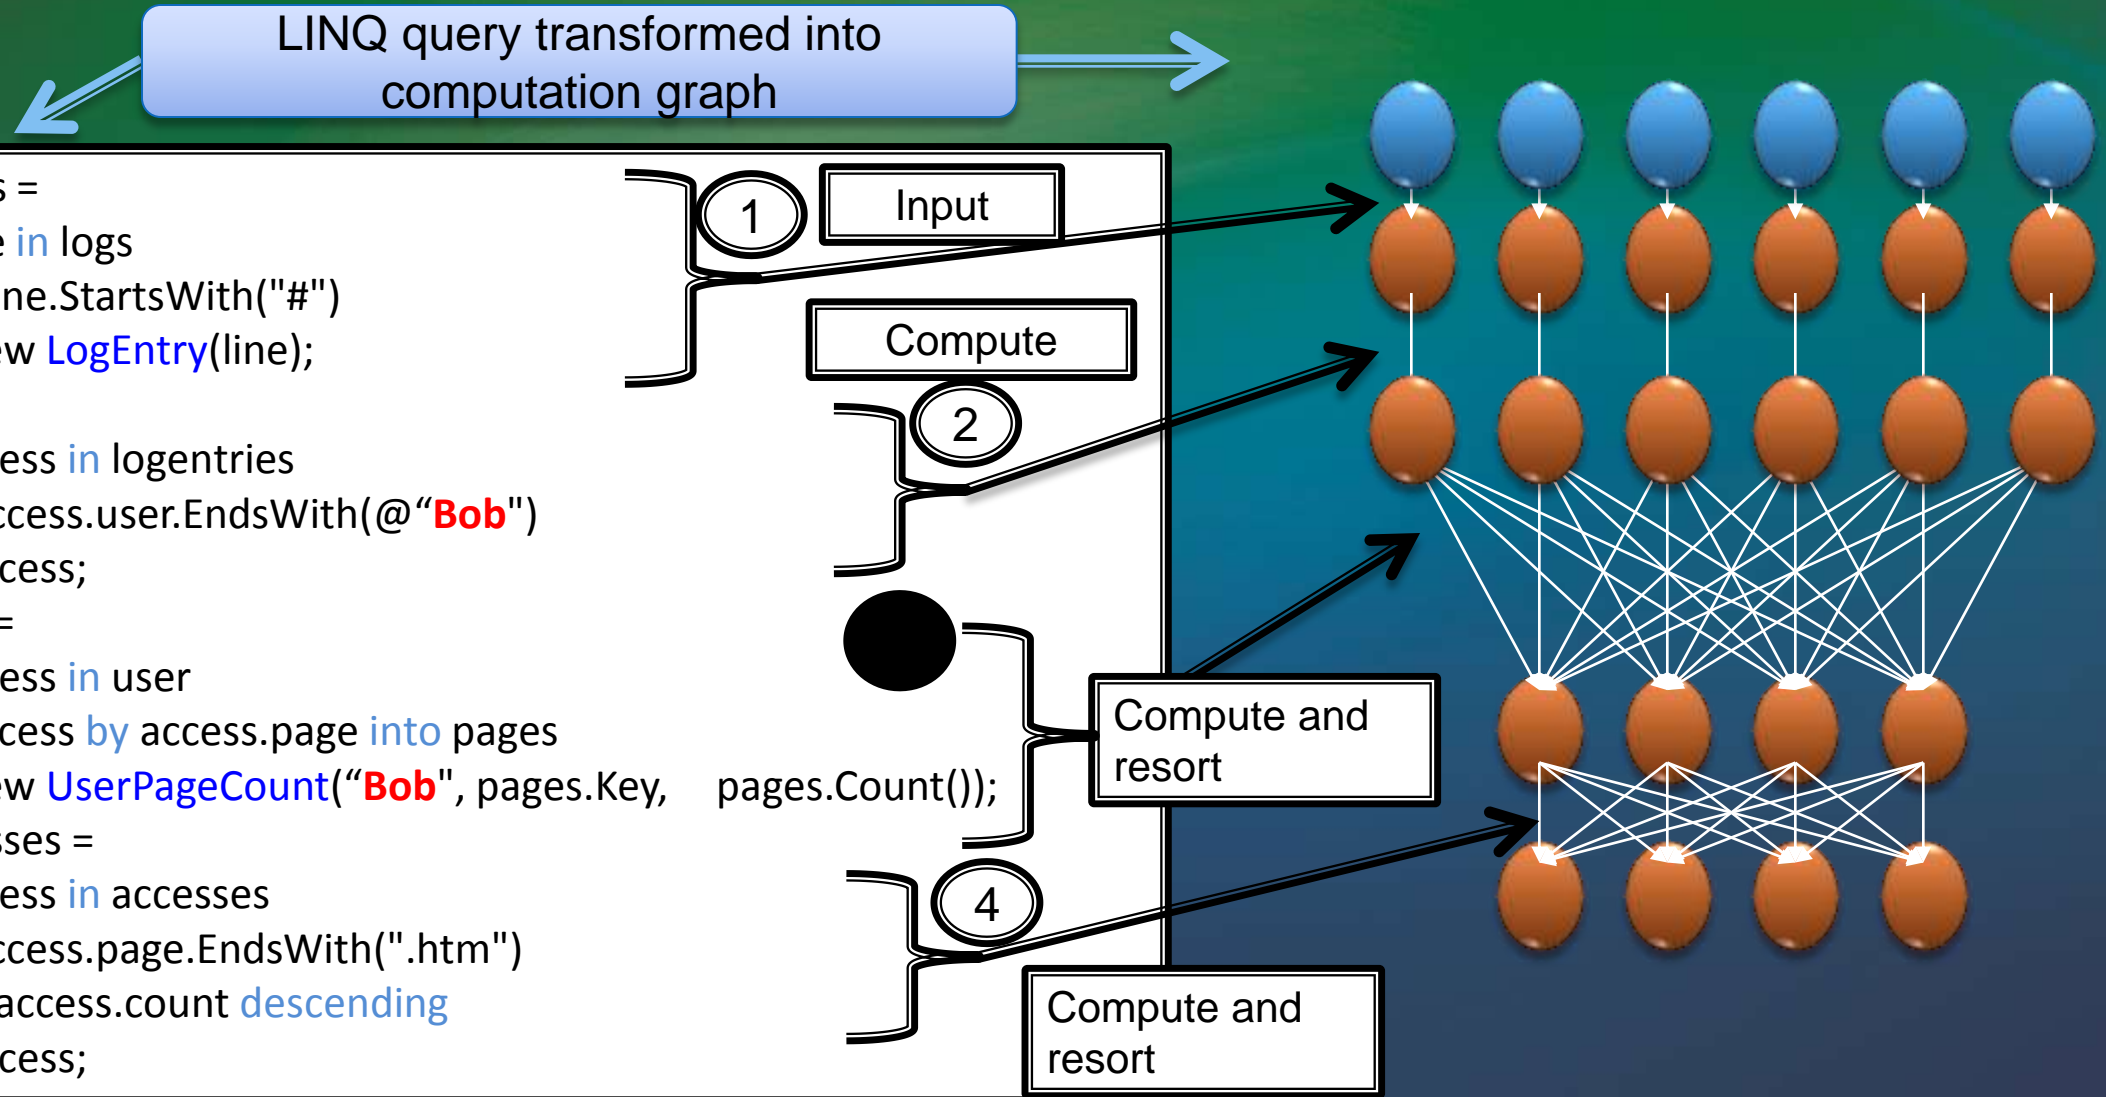 LINQ query transformed into
computation graph
s =
e in logs
ne.StartsWith("#")
ew LogEntry(line);
ess in logentries
ccess.user.EndsWith(@“Bob")
cess;
=
ess in user
cess by access.page into pages
ew UserPageCount(“Bob", pages.Key, pages.Count());
sses =
ess in accesses
ccess.page.EndsWith(".htm")
access.count descending
cess;
1
Input
Compute
2
Compute and
resort
4
Compute and
resort